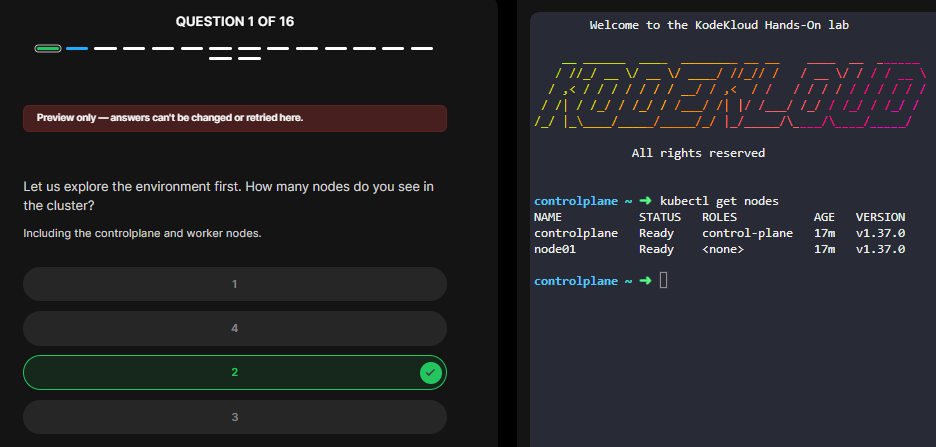 QUESTION 1 OF 16
Preview only — answers can't be changed or retried here.
Let us explore the environment first. How many nodes do you see in
the cluster?
Including the controlplane and worker nodes.
1
4
2
3
Welcome to the KodeKloud Hands-On lab
KODEKLOUD
All rights reserved
controlplane ~ ➜ kubectl get nodes
NAME STATUS ROLES AGE VERSION
controlplane Ready control-plane 17m v1.37.0
node01 Ready <none> 17m v1.37.0
controlplane ~ ➜